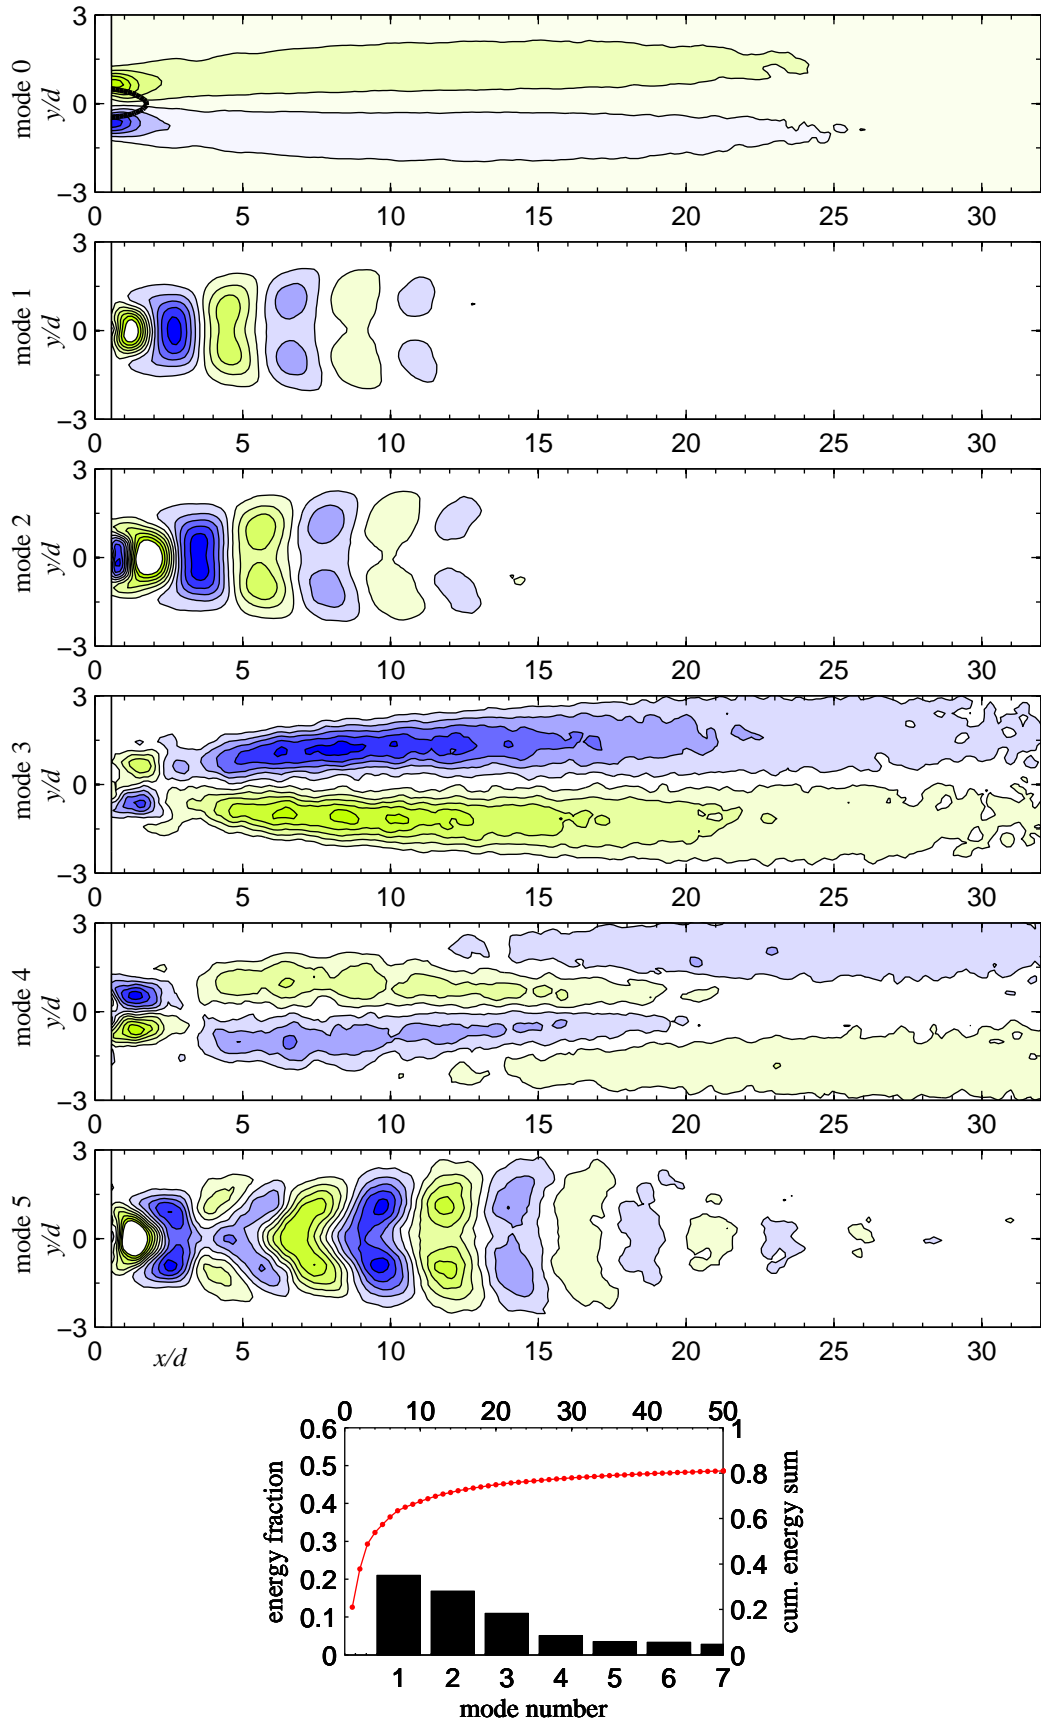 3
0
−3
mode 0
y/d
0 5 10 15 20 25 30
3
0
−3
mode 1
y/d
0 5 10 15 20 25 30
3
0
−3
mode 2
y/d
0 5 10 15 20 25 30
3
0
−3
mode 3
y/d
0 5 10 15 20 25 30
3
0
−3
mode 4
y/d
0 5 10 15 20 25 30
3
0
−3
mode 5
y/d
0 5 10 15 20 25 30
x/d
0 10 20 30 40 50
0.6 1
0.5 0.8
0.4 0.6
0.3 0.4
0.2 0.2
0.1
0 0
energy fraction
cum. energy sum
1 2 3 4 5 6 7
mode number